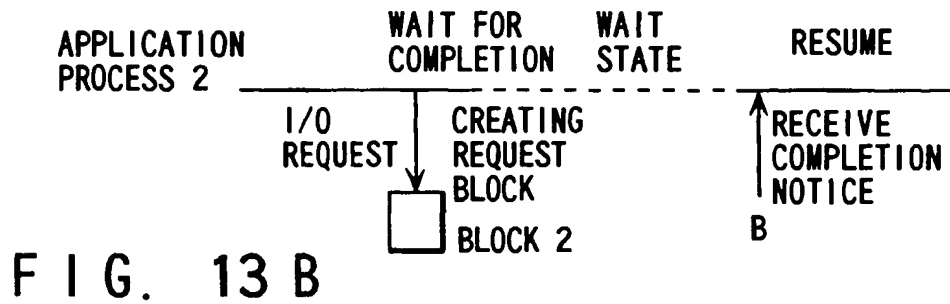 APPLICATION
PROCESS 2
WAIT FOR
COMPLETION
WAIT
STATE
RESUME
I/O
REQUEST
CREATING
REQUEST
BLOCK
BLOCK 2
RECEIVE
COMPLETION
NOTICE
B
FIG. 13B